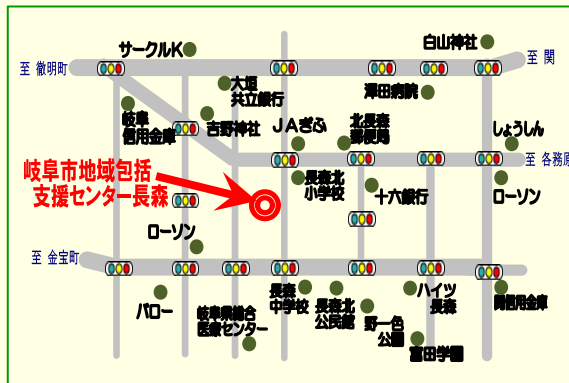 サークルK
白山神社
至 徹明町
至 関
大垣
共立銀行
澤田病院
岐阜
信用金庫
吉野神社
JAぎふ
北長森
郵便局
しょうしん
至 各務原
岐阜市地域包括
支援センター長森
長森北
小学校
十六銀行
ローソン
ローソン
至 金宝町
バロー
岐阜県総合
医療センター
長森
中学校
長森北
公民館
野一色
公園
ハイツ
長森
富田学園
関信用金庫